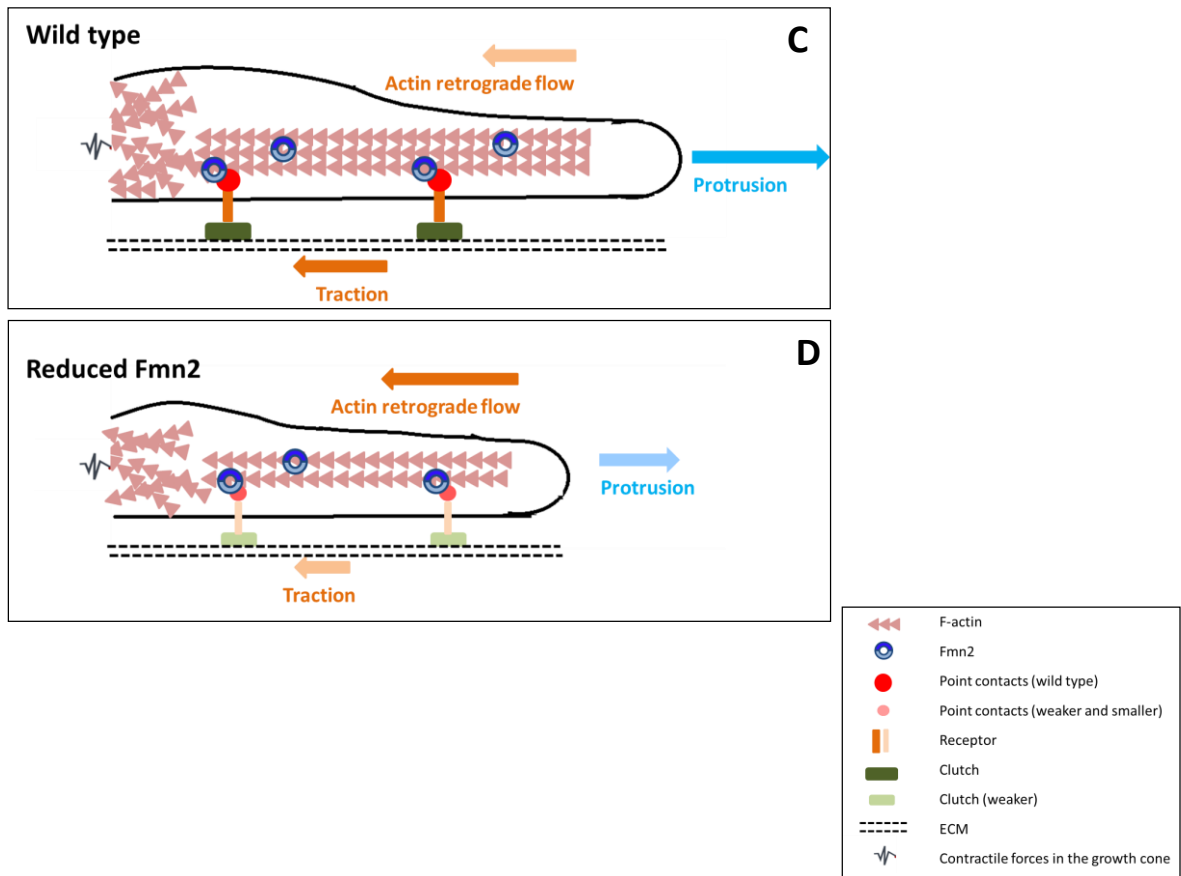 Wild type
C
Actin retrograde flow
Protrusion
Traction
Reduced Fmn2
D
Actin retrograde flow
Protrusion
Traction
F-actin
Fmn2
Point contacts (wild type)
Point contacts (weaker and smaller)
Receptor
Clutch
Clutch (weaker)
ECM
Contractile forces in the growth cone